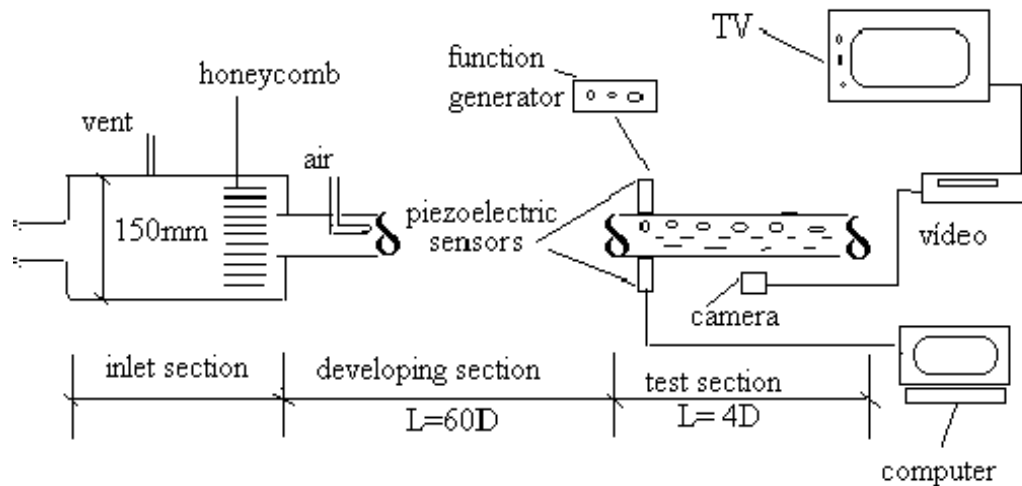 TV
function
generator
honeycomb
vent
air
150mm
piezoelectric
sensors
vídeo
camera
inlet section
developing section
test section
L=60D
L= 4D
computer